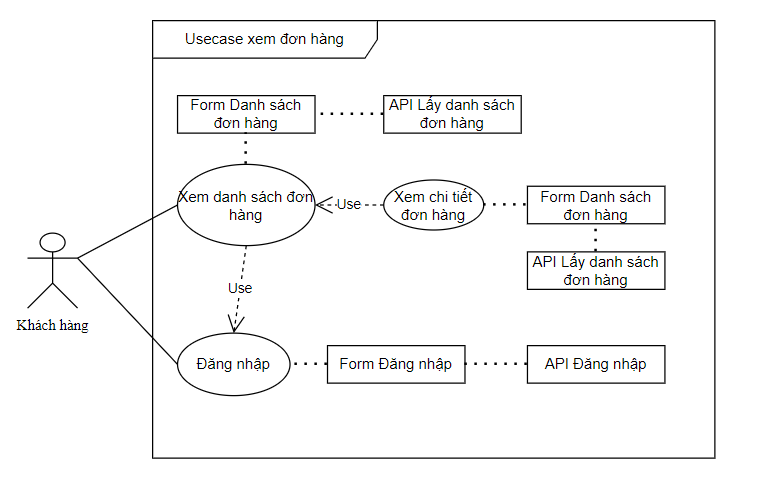 Usecase xem đơn hàng
Form Danh sách
đơn hàng
API Lấy danh sách
đơn hàng
Xem danh sách đơn
hàng
Use
Xem chi tiết
đơn hàng
Form Danh sách
đơn hàng
API Lấy danh sách
đơn hàng
Use
Khách hàng
Đăng nhập
Form Đăng nhập
API Đăng nhập